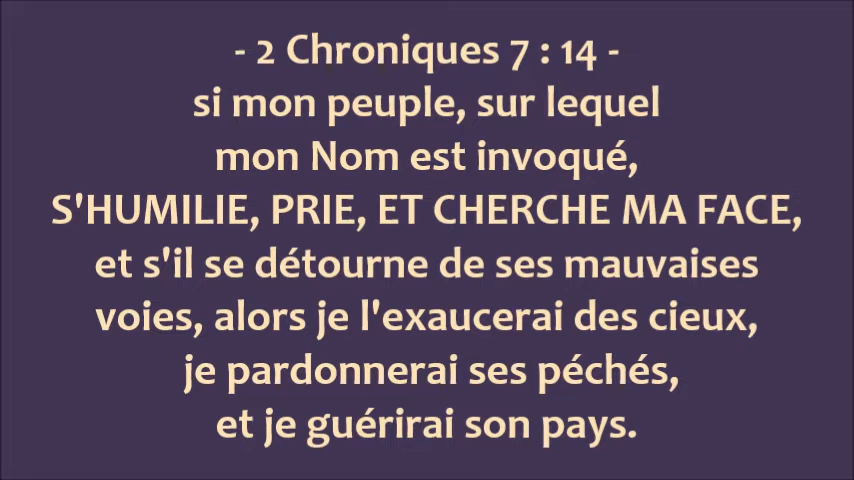 - 2 Chroniques 7 : 14 -
si mon peuple, sur lequel
mon Nom est invoqué,
S'HUMILIE, PRIE, ET CHERCHE MA FACE,
et s'il se détourne de ses mauvaises
voies, alors je l'exaucerai des cieux,
je pardonnerai ses péchés,
et je guérirai son pays.